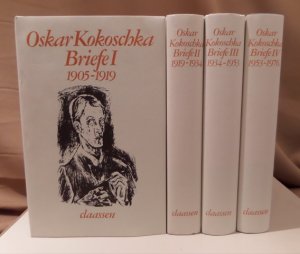 Oskar Kokoschka
Briefe I
1905-1919
claassen
Oskar
Kokoschka
Briefe II
1919-1934
claassen
Oskar
Kokoschka
Briefe III
1934-1953
claassen
Oskar
Kokoschka
Briefe IV
1953-1976
claassen